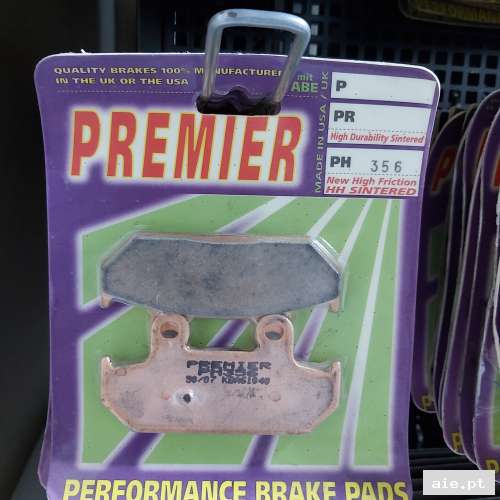 QUALITY BRAKES 100% MANUFACTURED
IN THE UK OR THE USA
mit
ABE
PREMIER
MADE IN USA / UK
P
PR
High Durability Sintered
PH 356
New High Friction
HH SINTERED
PREMIER
PERFORMANCE BRAKE PADS
aie.pt